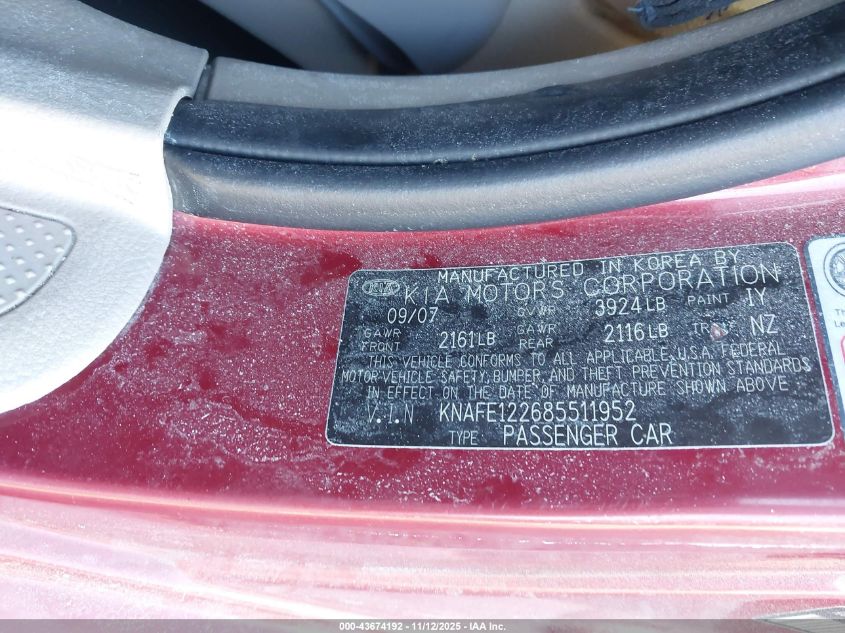 MANUFACTURED IN KOREA BY
KIA KIA MOTORS CORPORATION
09/07 GVWR 3924LB PAINT IY
GAWR FRONT 2161LB GAWR REAR 2116LB TRIM NZ
THIS VEHICLE CONFORMS TO ALL APPLICABLE U.S.A. FEDERAL
MOTOR VEHICLE SAFETY, BUMPER, AND THEFT PREVENTION STANDARDS
IN EFFECT ON THE DATE OF MANUFACTURE SHOWN ABOVE
V.I.N KNAFE122685511952
TYPE PASSENGER CAR
000-43674192 - 11/12/2025 - IAA Inc.